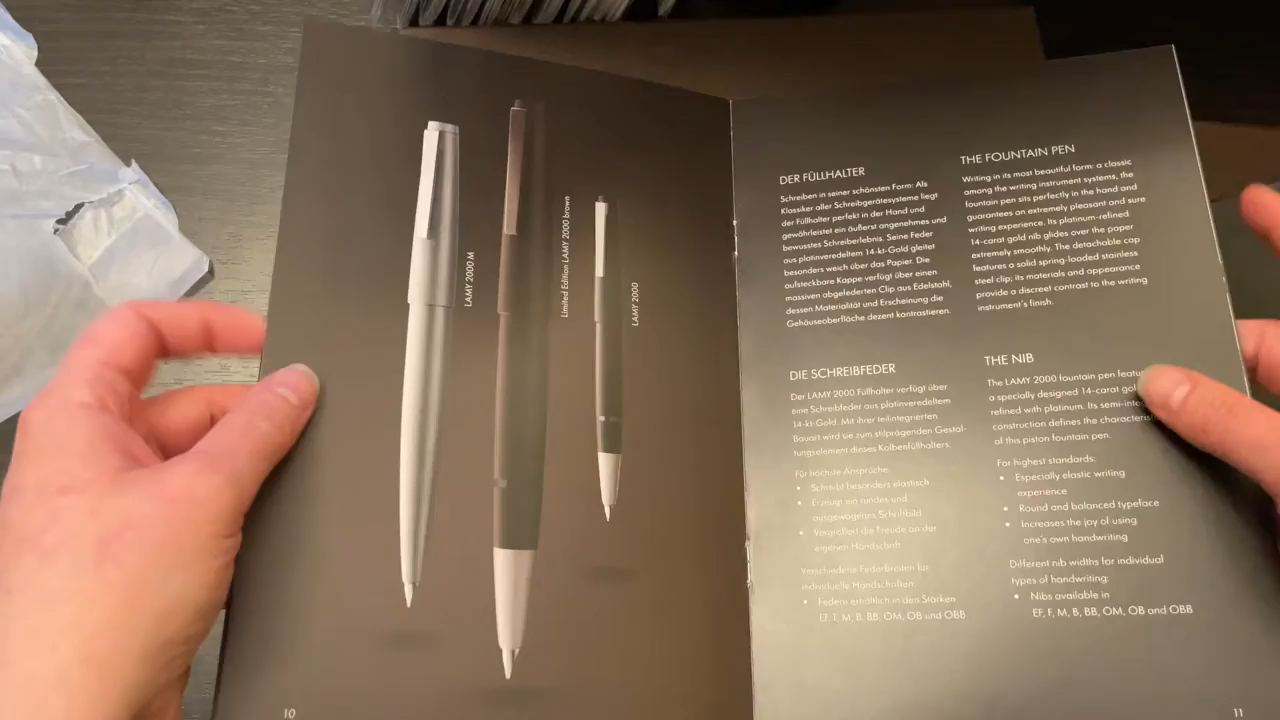 LAMY 2000 M
Limited Edition LAMY 2000 brown
LAMY 2000
10
DER FÜLLHALTER
Schreiben in seiner schönsten Form: Als
Klassiker aller Schreibgerätesysteme liegt
der Füllhalter perfekt in der Hand und
gewährleistet ein äußerst angenehmes und
bewusstes Schreiberlebnis. Seine Feder
aus platinveredeltem 14-kt-Gold gleitet
besonders weich über das Papier. Die
aufsteckbare Kappe verfügt über einen
massiven abgefederten Clip aus Edelstahl,
dessen Materialität und Erscheinung die
Gehäuseoberfläche dezent kontrastieren.
DIE SCHREIBFEDER
Der LAMY 2000 Füllhalter verfügt über
eine Schreibfeder aus platinveredeltem
14-kt-Gold. Mit ihrer teilintegrierten
Bauart wird sie zum stilprägenden Gestal-
tungselement dieses Kolbenfüllhalters.
Für höchste Ansprüche:
• Schreibt besonders elastisch
• Erzeugt ein rundes und
ausgewogenes Schriftbild
• Vergrößert die Freude an der
eigenen Handschrift
Verschiedene Federbreiten für
individuelle Handschriften:
• Federn erhältlich in den Stärken
EF, F, M, B, BB, OM, OB und OBB
THE FOUNTAIN PEN
Writing in its most beautiful form: a classic
among the writing instrument systems, the
fountain pen sits perfectly in the hand and
guarantees an extremely pleasant and sure
writing experience. Its platinum-refined
14-carat gold nib glides over the paper
extremely smoothly. The detachable cap
features a solid spring-loaded stainless
steel clip; its materials and appearance
provide a discreet contrast to the writing
instrument's finish.
THE NIB
The LAMY 2000 fountain pen featu
a specially designed 14-carat gol
refined with platinum. Its semi-inte
construction defines the characteris
of this piston fountain pen.
For highest standards:
• Especially elastic writing
experience
• Round and balanced typeface
• Increases the joy of using
one's own handwriting
Different nib widths for individual
types of handwriting:
• Nibs available in
EF, F, M, B, BB, OM, OB and OBB
11